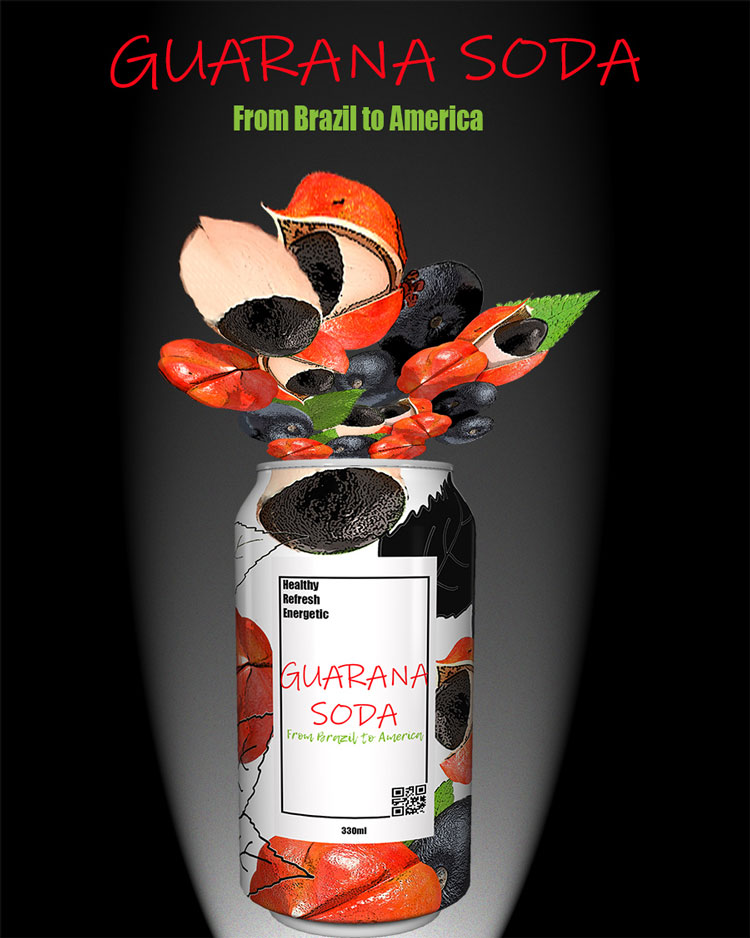 GUARANA SODA
From Brazil to America
Healthy
Refresh
Energetic
GUARANA
SODA
From Brazil to America
330ml